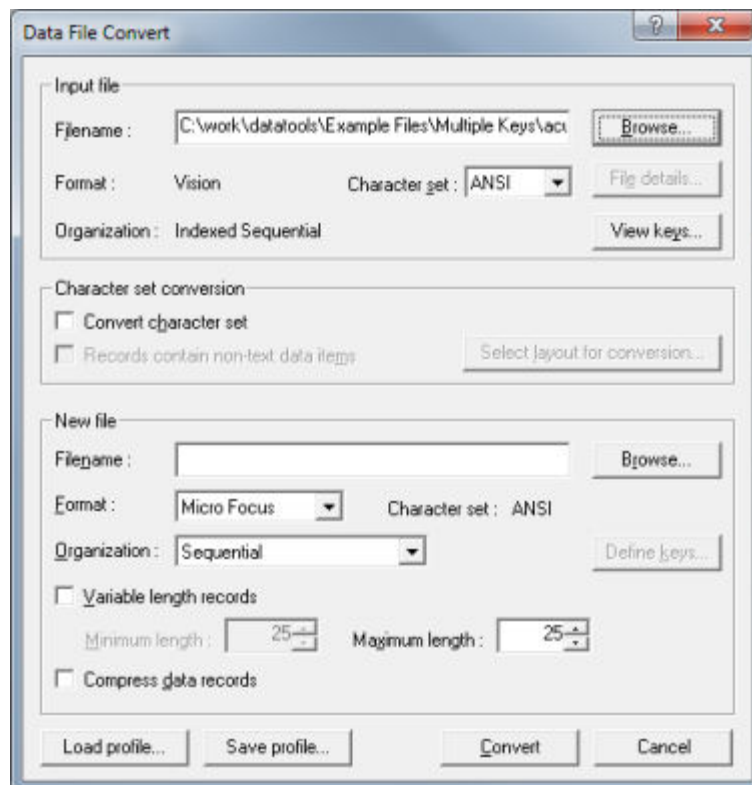 Data File Convert
Input file
Filename : C:\work\datatools\Example Files\Multiple Keys\acu Browse...
Format : Vision Character set : ANSI File details...
Organization : Indexed Sequential View keys...
Character set conversion
Convert character set
Records contain non-text data items Select layout for conversion...
New file
Filename : Browse...
Format : Micro Focus Character set : ANSI
Organization : Sequential Define keys...
Variable length records
Minimum length : 25 Maximum length : 25
Compress data records
Load profile... Save profile... Convert Cancel